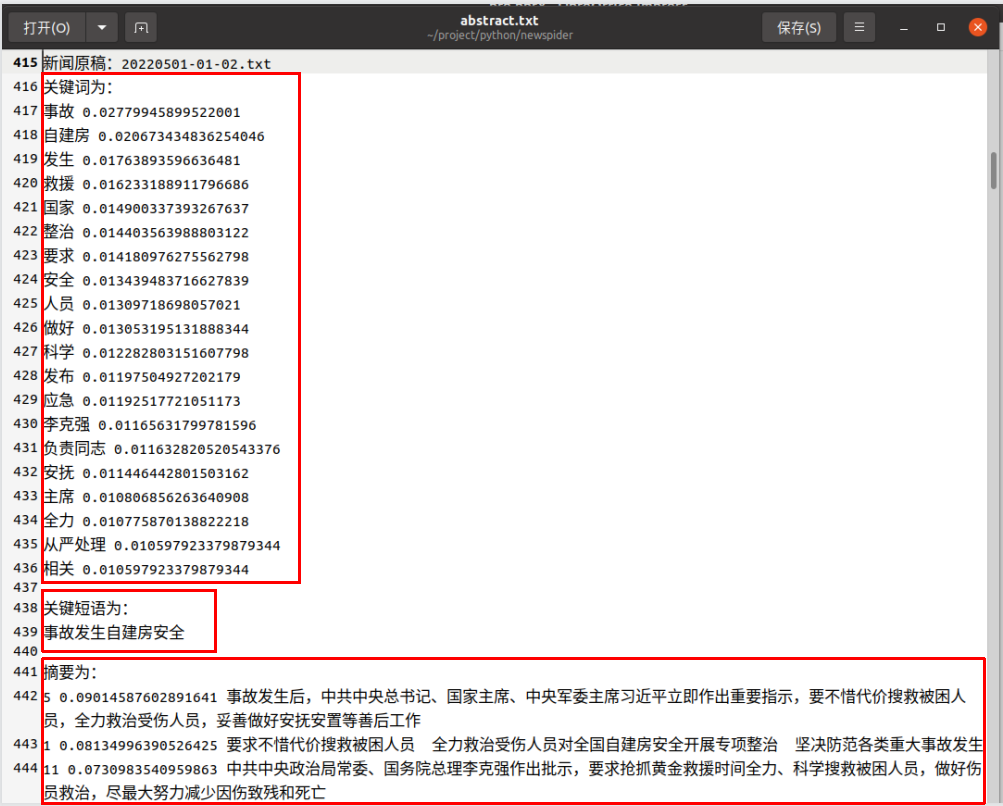 打开(O)
abstract.txt
~/project/python/newspider
保存(S)
415 新闻原稿: 20220501-01-02.txt
416 关键词为:
417 事故 0.02779945899522001
418 自建房 0.020673434836254046
419 发生 0.01763893596636481
420 救援 0.016233188911796686
421 国家 0.014900337393267637
422 整治 0.014403563988803122
423 要求 0.014180976275562798
424 安全 0.013439483716627839
425 人员 0.01309718698057021
426 做好 0.013053195131888344
427 科学 0.012282803151607798
428 发布 0.01197504927202179
429 应急 0.01192517721051173
430 李克强 0.01165631799781596
431 负责同志 0.011632820520543376
432 安抚 0.011446442801503162
433 主席 0.010806856263640908
434 全力 0.010775870138822218
435 从严处理 0.010597923379879344
436 相关 0.010597923379879344
437
438 关键短语为:
439 事故发生自建房安全
440
441 摘要为:
442 5 0.09014587602891641 事故发生后，中共中央总书记、国家主席、中央军委主席习近平立即作出重要指示，要不惜代价搜救被困人
员，全力救治受伤人员，妥善做好安抚安置等善后工作
443 1 0.08134996390526425 要求不惜代价搜救被困人员　全力救治受伤人员对全国自建房安全开展专项整治　坚决防范各类重大事故发生
444 11 0.0730983540959863 中共中央政治局常委、国务院总理李克强作出批示，要求抢抓黄金救援时间全力、科学搜救被困人员，做好伤
员救治，尽最大努力减少因伤致残和死亡